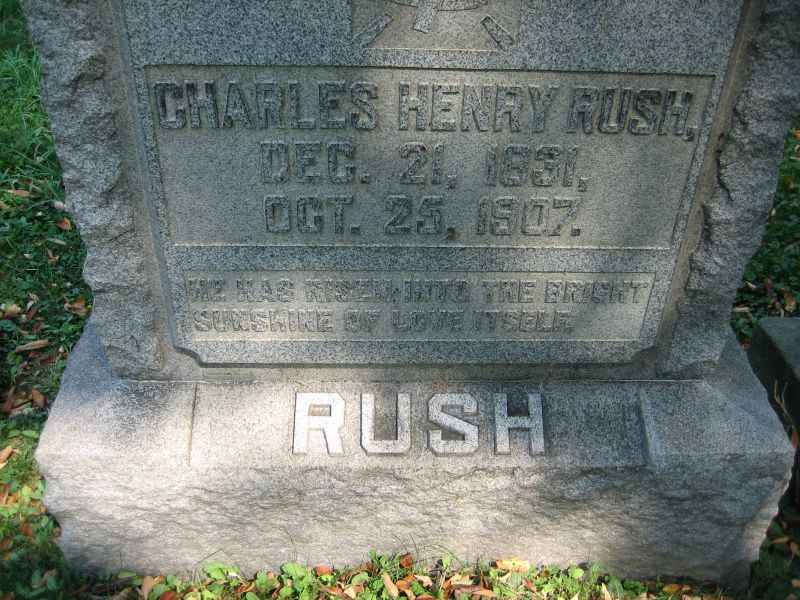 CHARLES HENRY RUSH,
DEC. 21, 1831,
OCT. 25, 1907.
HE HAS RISEN INTO THE BRIGHT
SUNSHINE OF LOVE ITSELF.
RUSH